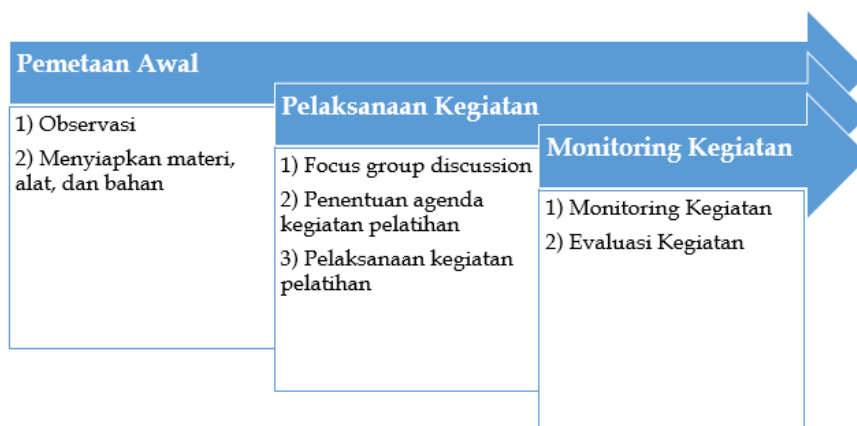 Pemetaan Awal
1) Observasi
2) Menyiapkan materi,
alat, dan bahan
Pelaksanaan Kegiatan
1) Focus group discussion
2) Penentuan agenda
kegiatan pelatihan
3) Pelaksanaan kegiatan
pelatihan
Monitoring Kegiatan
1) Monitoring Kegiatan
2) Evaluasi Kegiatan